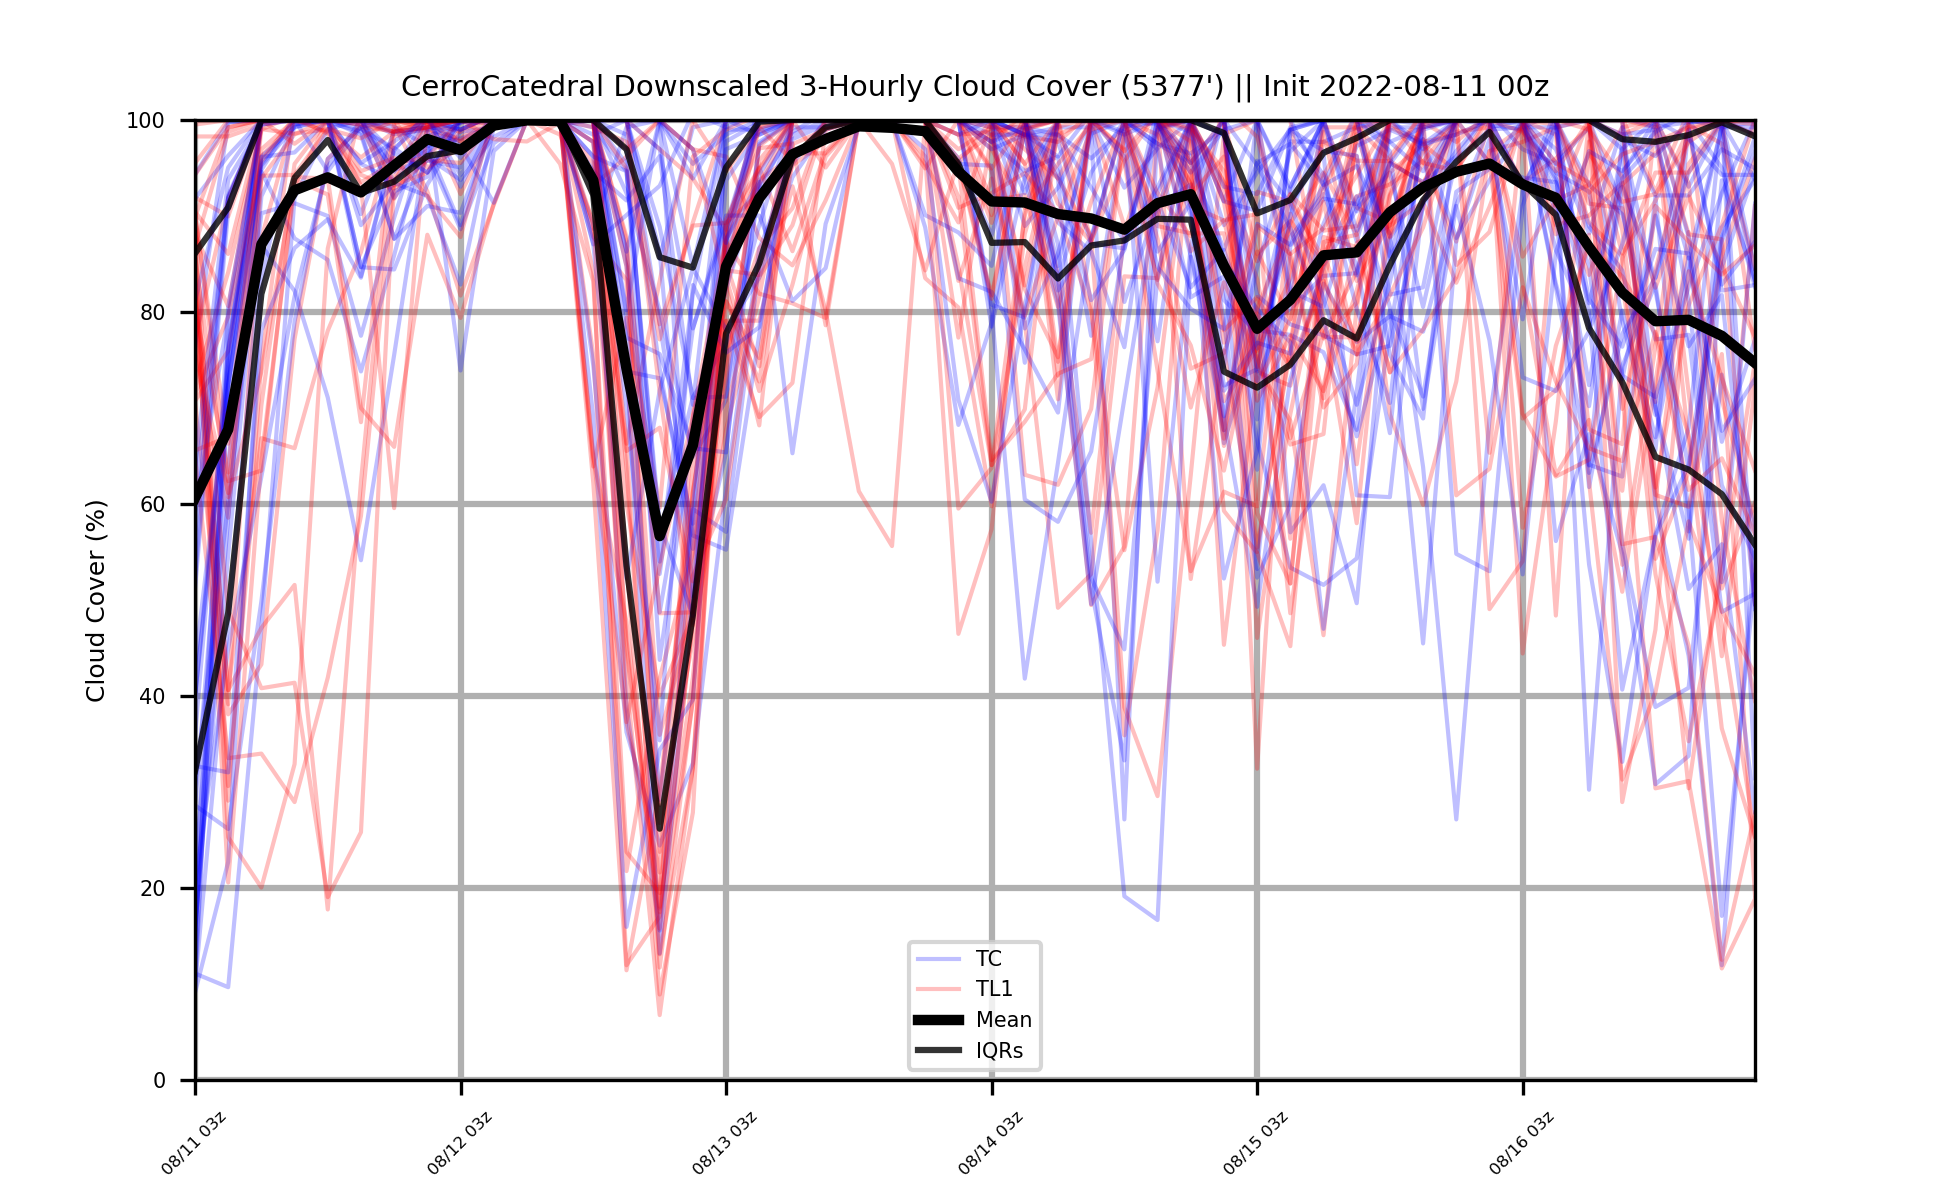 CerroCatedral Downscaled 3-Hourly Cloud Cover (5377') || Init 2022-08-11 00z
Cloud Cover (%)
100
80
60
40
20
0
TC
TL1
Mean
IQRs
08/11 03z
08/12 03z
08/13 03z
08/14 03z
08/15 03z
08/16 03z